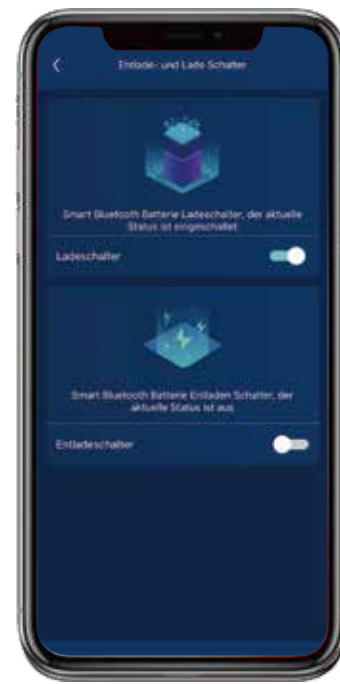 Entlade- und Lade Schalter
Smart Bluetooth Batterie Ladeschalter, der aktuelle
Status ist eingeschaltet
Ladeschalter
Smart Bluetooth Batterie Entladen Schalter, der
aktuelle Status ist aus
Entladeschalter